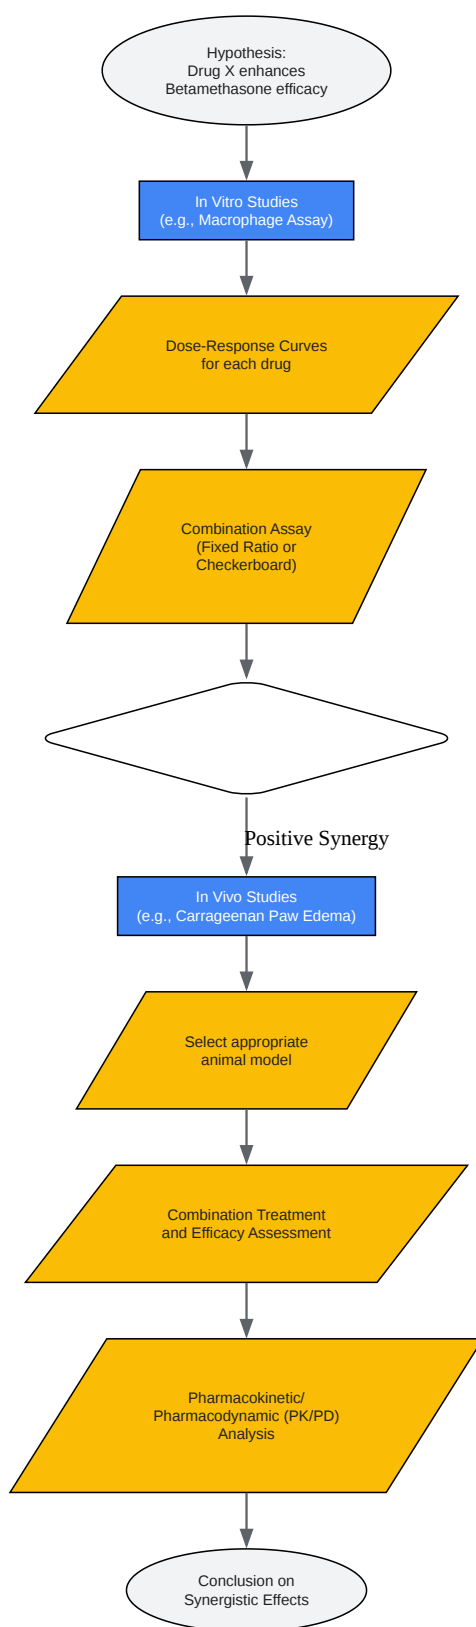 Hypothesis:
Drug X enhances
Betamethasone efficacy
In Vitro Studies
(e.g., Macrophage Assay)
Dose-Response Curves
for each drug
Combination Assay
(Fixed Ratio or
Checkerboard)
Positive Synergy
In Vivo Studies
(e.g., Carrageenan Paw Edema)
Select appropriate
animal model
Combination Treatment
and Efficacy Assessment
Pharmacokinetic/
Pharmacodynamic (PK/PD)
Analysis
Conclusion on
Synergistic Effects